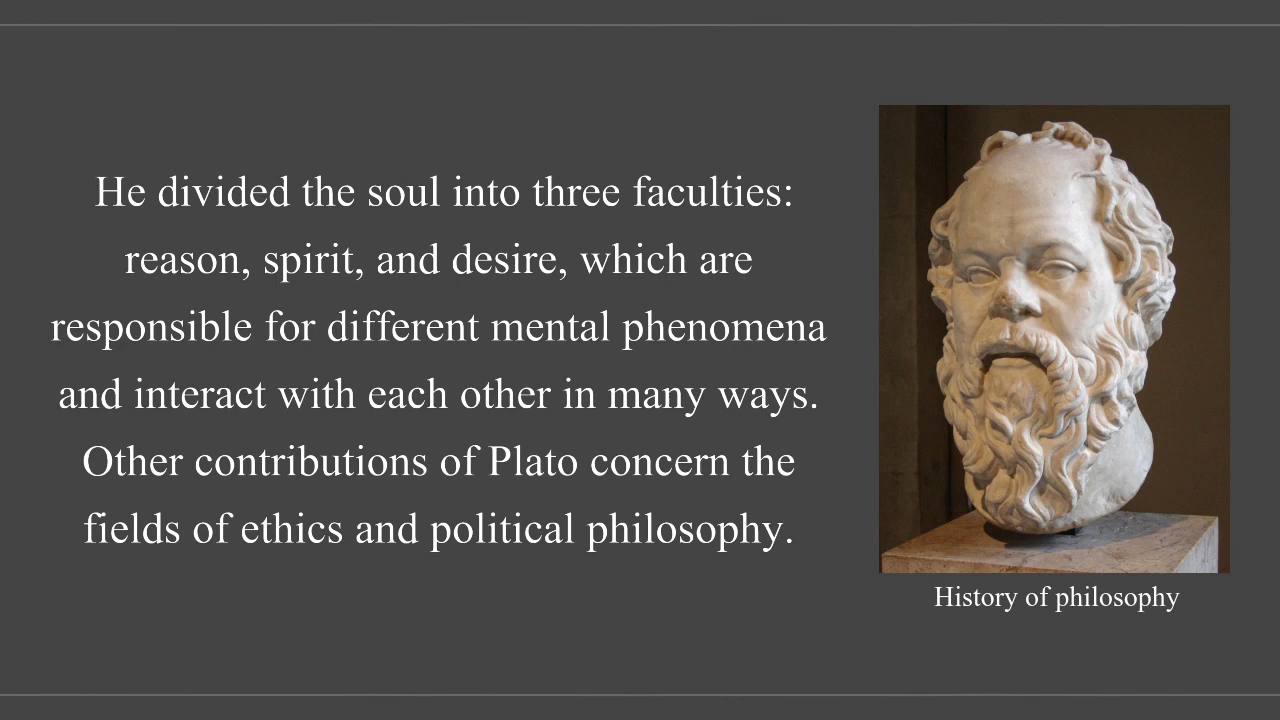 He divided the soul into three faculties:
reason, spirit, and desire, which are
responsible for different mental phenomena
and interact with each other in many ways.
Other contributions of Plato concern the
fields of ethics and political philosophy.
History of philosophy